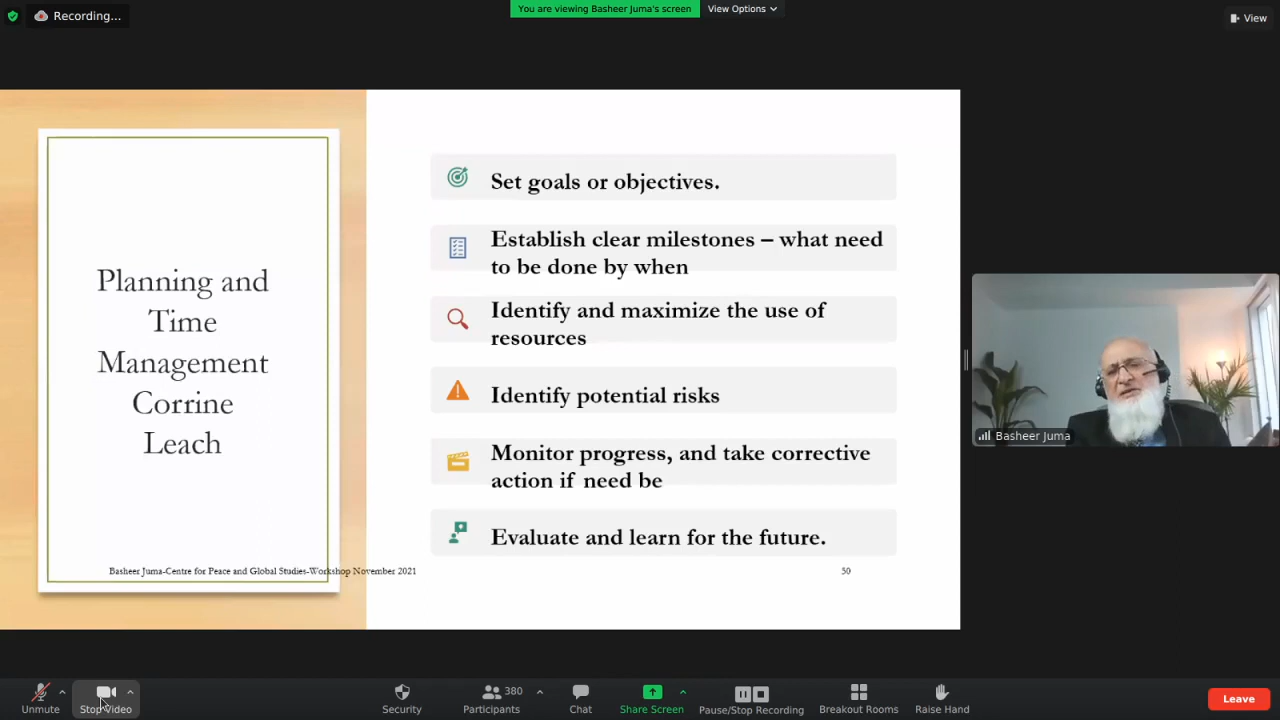 Recording...
You are viewing Basheer Juma's screen
View Options
View
Planning and
Time
Management
Corrine
Leach
Set goals or objectives.
Establish clear milestones – what need
to be done by when
Identify and maximize the use of
resources
Identify potential risks
Monitor progress, and take corrective
action if need be
Evaluate and learn for the future.
Basheer Juma-Centre for Peace and Global Studies-Workshop November 2021
50
Basheer Juma
Unmute
Stop Video
Security
Participants
380
Chat
Share Screen
Pause/Stop Recording
Breakout Rooms
Raise Hand
Leave